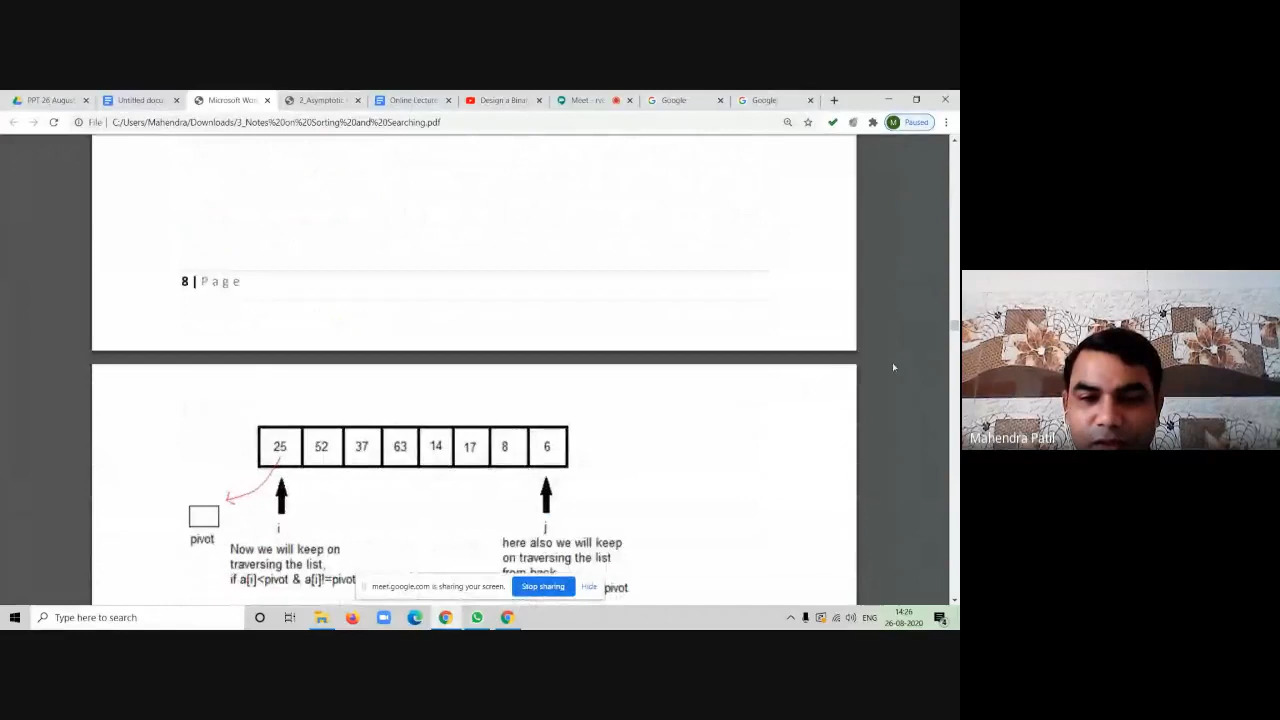 PPT 26 August
Untitled docu
Microsoft Wor
2_Asymptotic
Online Lecture
Design a Bina
Meet - 
Google
Google
File | C:/Users/Mahendra/Downloads/3_Notes%20on%20Sorting%20and%20Searching.pdf
M Paused
8 | Page
25 52 37 63 14 17 8 6
pivot
i
Now we will keep on
traversing the list,
if a[i]<pivot & a[i]!=pivot
j
here also we will keep
on traversing the list
from back
pivot
meet.google.com is sharing your screen.
Stop sharing
Hide
Mahendra Patil
Type here to search
ENG
14:26
26-08-2020
4